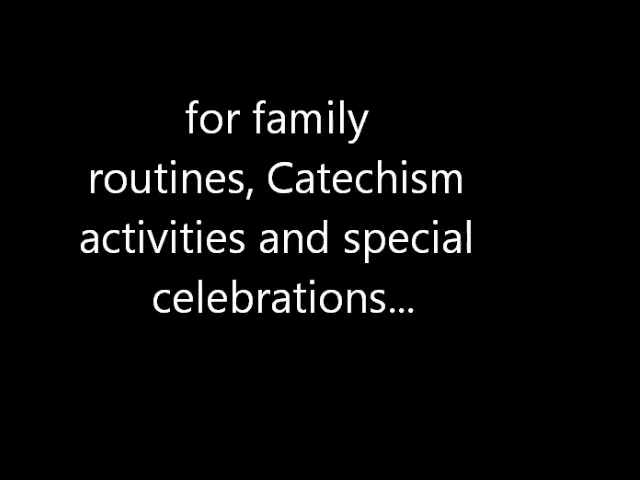 for family
routines, Catechism
activities and special
celebrations...